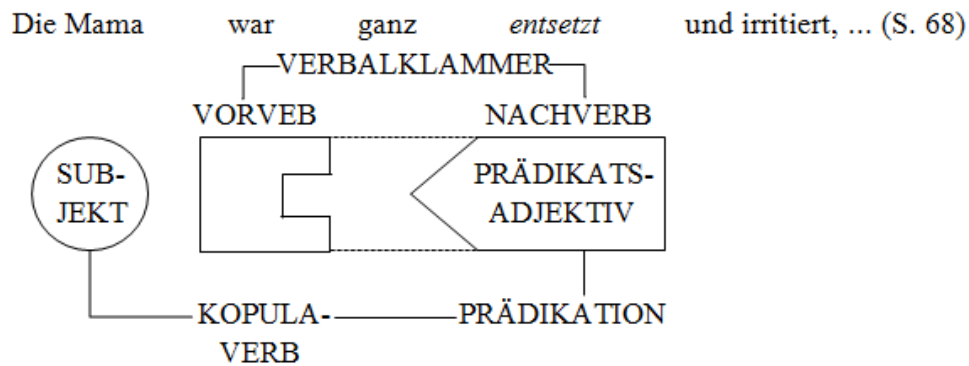 Die Mama war ganz entsetzt und irritiert, ... (S. 68)
VERBALKLAMMER
VORVEB NACHVERB
SUB- PRÄDIKATS-
JEKT ADJEKTIV
KOPULA- PRÄDIKATION
VERB